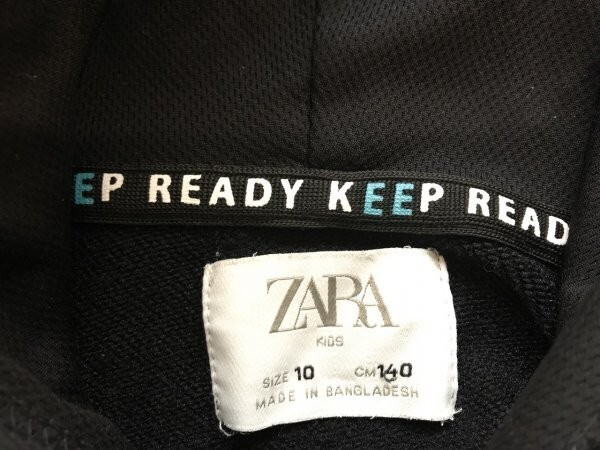 EP READY KEEP READ
ZARA
KIDS
SIZE 10 CM 140
MADE IN BANGLADESH